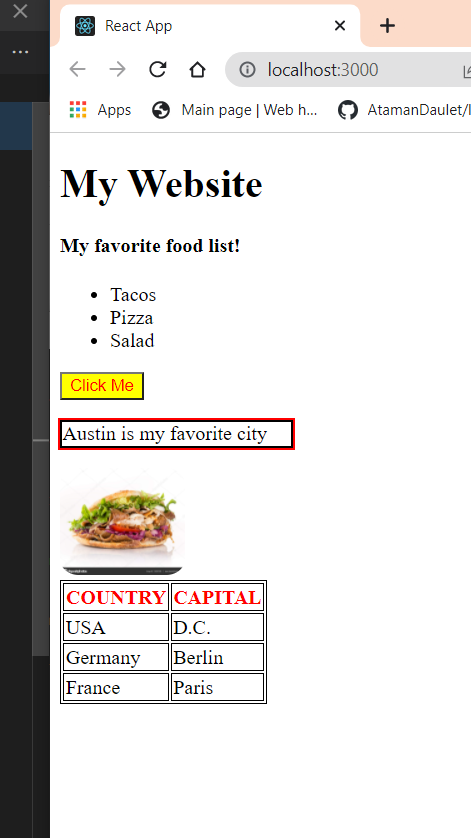 React App
localhost:3000
Apps Main page | Web h... AtamanDaulet/
My Website
My favorite food list!
Tacos
Pizza
Salad
Click Me
Austin is my favorite city
COUNTRY CAPITAL
USA D.C.
Germany Berlin
France Paris